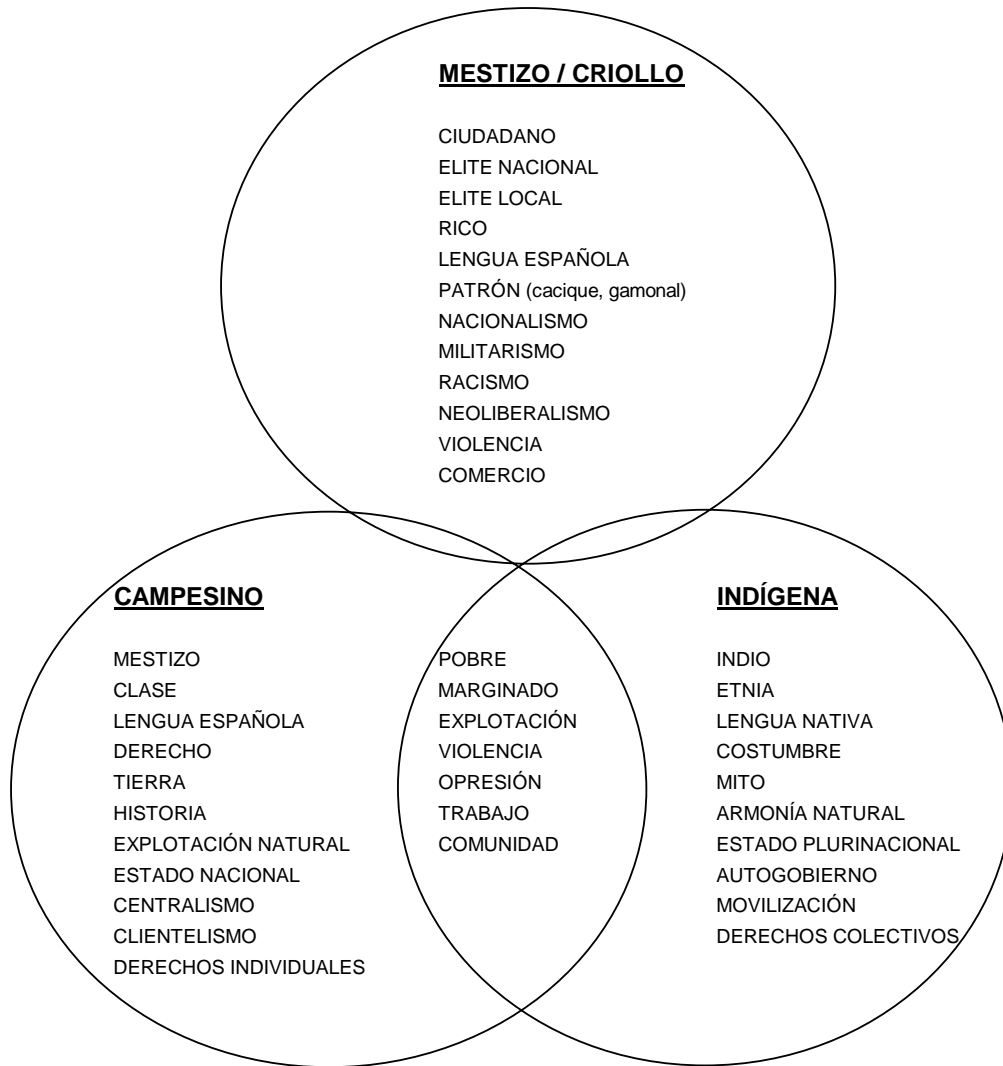 MESTIZO / CRIOLLO
CIUDADANO
ELITE NACIONAL
ELITE LOCAL
RICO
LENGUA ESPAÑOLA
PATRÓN (cacique, gamonal)
NACIONALISMO
MILITARISMO
RACISMO
NEOLIBERALISMO
VIOLENCIA
COMERCIO
CAMPESINO
MESTIZO
CLASE
LENGUA ESPAÑOLA
DERECHO
TIERRA
HISTORIA
EXPLOTACIÓN NATURAL
ESTADO NACIONAL
CENTRALISMO
CLIENTELISMO
DERECHOS INDIVIDUALES
POBRE
MARGINADO
EXPLOTACIÓN
VIOLENCIA
OPRESIÓN
TRABAJO
COMUNIDAD
INDÍGENA
INDIO
ETNIA
LENGUA NATIVA
COSTUMBRE
MITO
ARMONÍA NATURAL
ESTADO PLURINACIONAL
AUTOGOBIERNO
MOVILIZACIÓN
DERECHOS COLECTIVOS